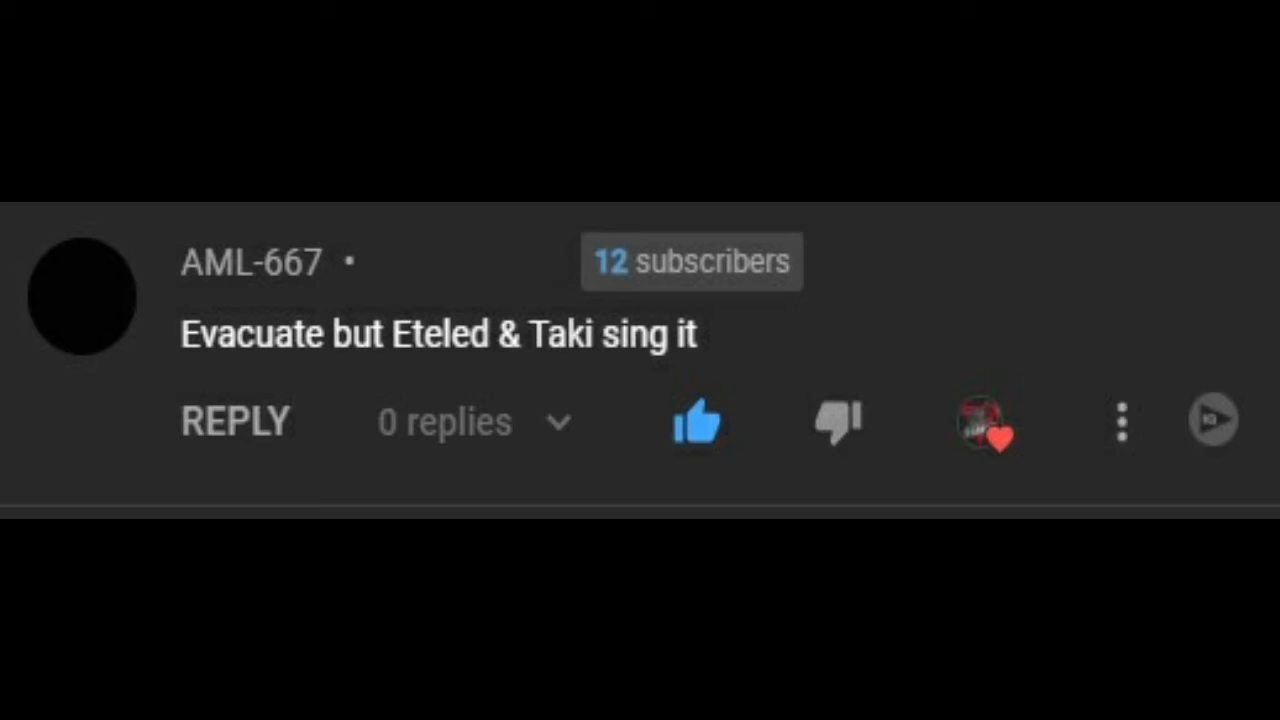 AML-667 • 12 subscribers
Evacuate but Eteled & Taki sing it
REPLY 0 replies